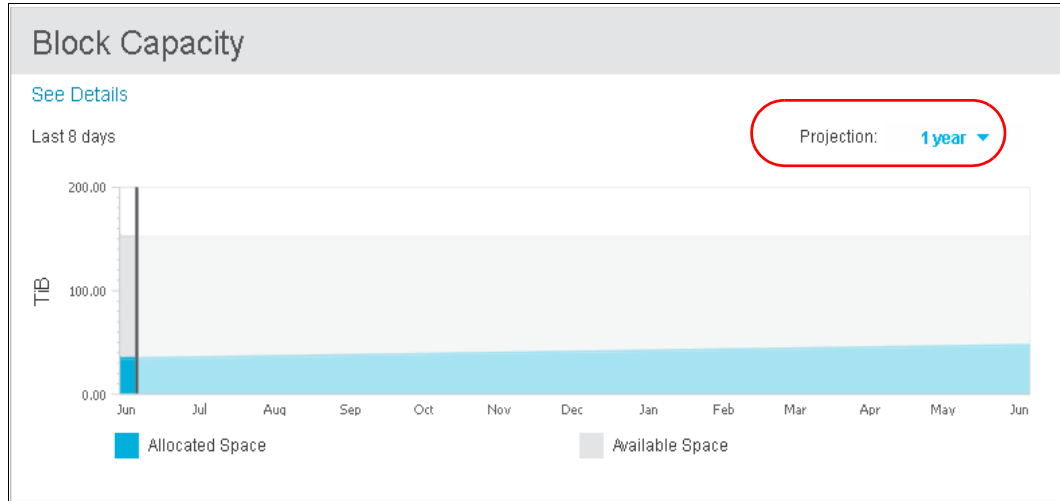 Block Capacity
See Details
Last 8 days
Projection: 1 year
200.00
TiB
100.00
0.00
Jun Jul Aug Sep Oct Nov Dec Jan Feb Mar Apr May Jun
Allocated Space Available Space